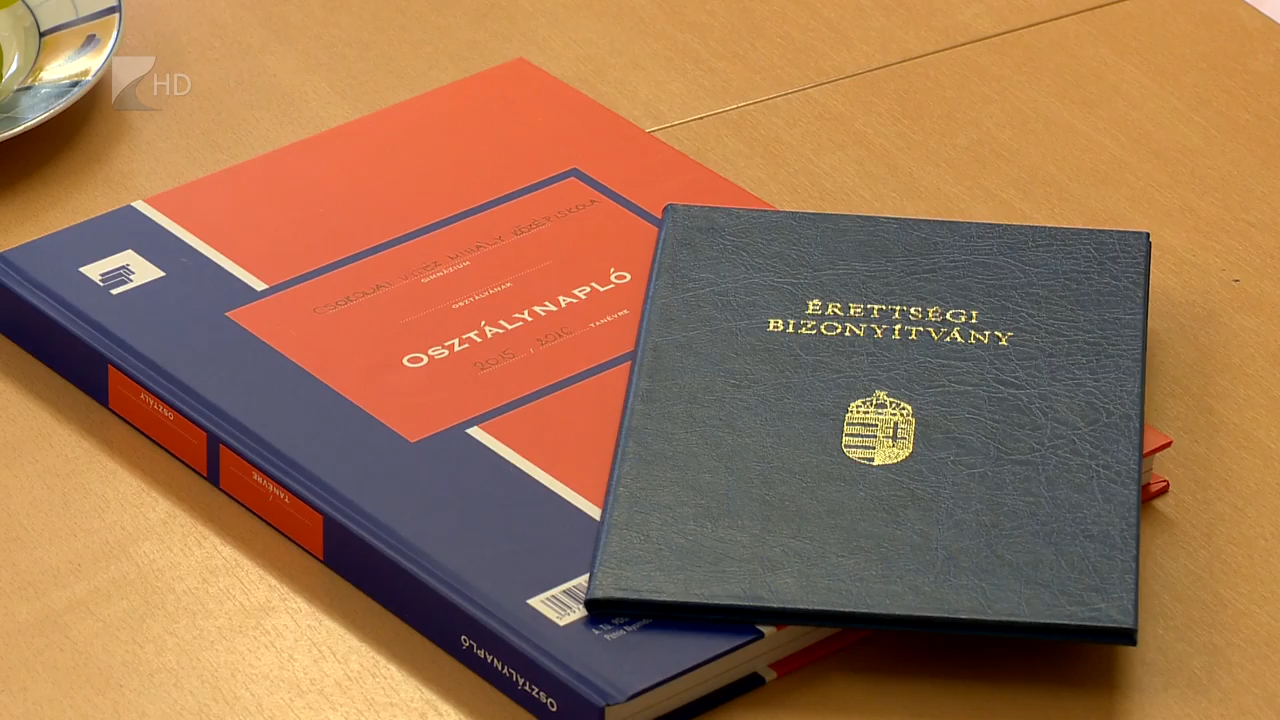 HD
CSOKONAI VITÉZ MIHÁLY KÖZÉPISKOLA
GIMNÁZIUM
OSZTÁLYÁNAK
OSZTÁLYNAPLÓ
2015 / 2016 TANÉVRE
ÉRETTSÉGI
BIZONYÍTVÁNY
OSZTÁLY
TANÉVRE
OSZTÁLYNAPLÓ